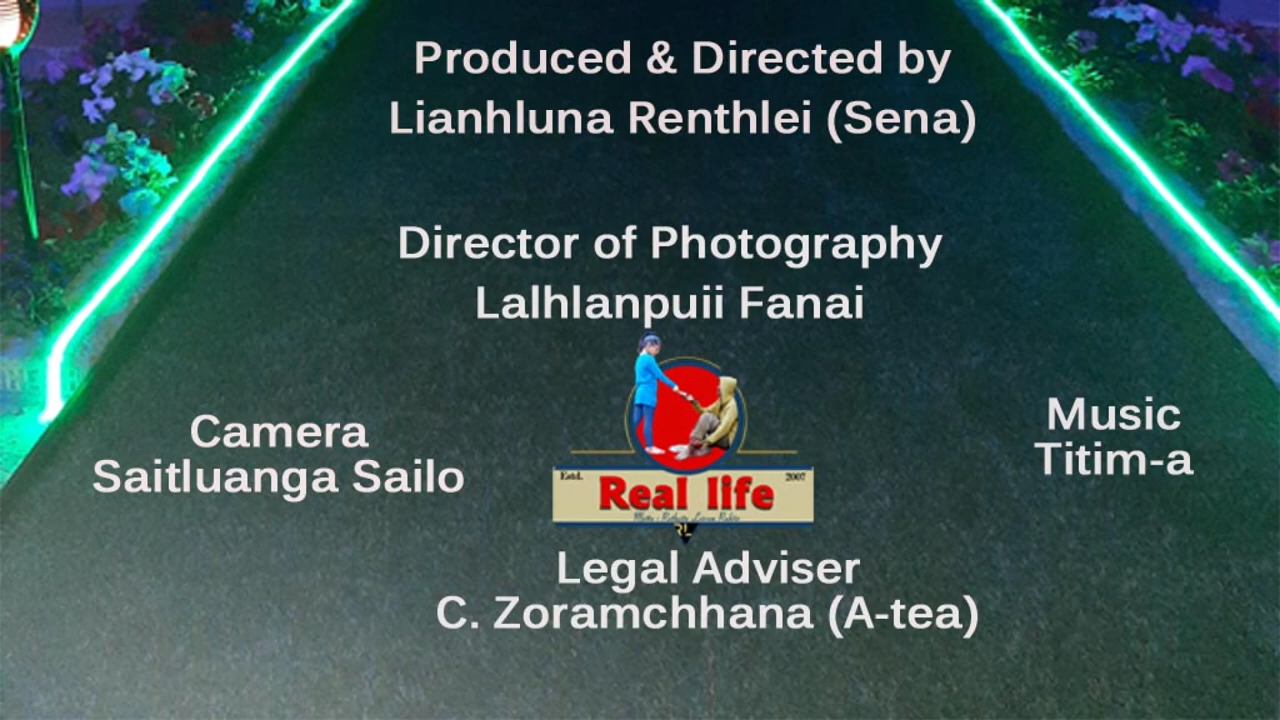 Produced & Directed by
Lianhluna Renthlei (Sena)
Director of Photography
Lalhlanpuii Fanai
Camera
Saitluanga Sailo
Music
Titim-a
Estd. 2007
Real life
RL
Legal Adviser
C. Zoramchhana (A-tea)